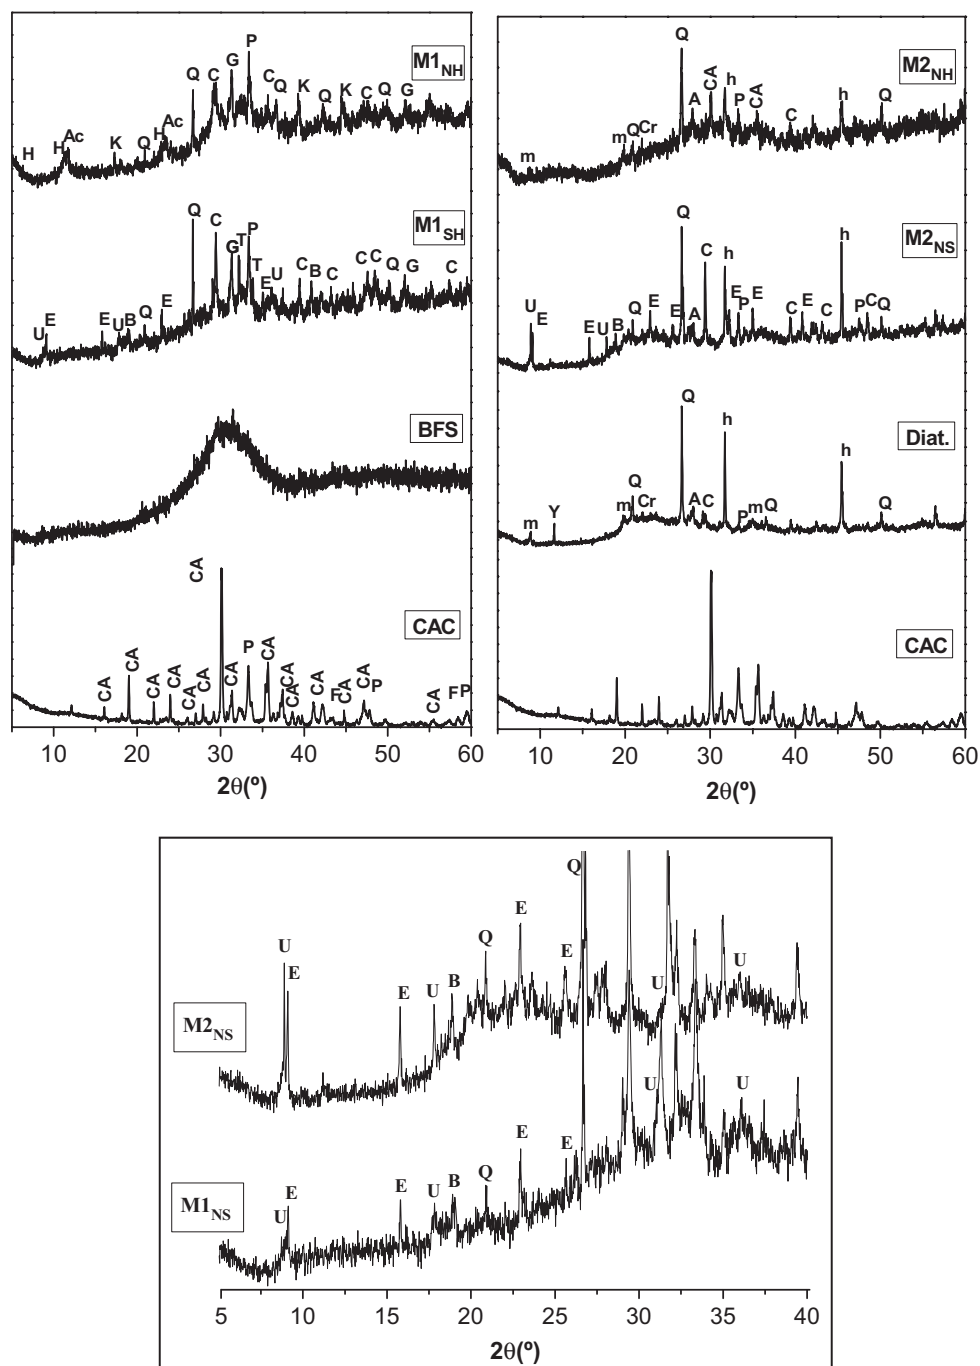 M1NH
H H Ac K Q H Ac Q C G P C Q K Q K C Q G
M1SH
U E E U B Q E Q C G T P T E U C B C C C Q G C
BFS
CAC
CA CA CA CA CA CA CA CA P CA CA CA CA F CA CA P CA F P
10 20 30 40 50 60
2θ(º)
M2NH
m m Q Cr Q A CA h P CA C h Q
M2NS
U E E U B Q E E Q A C h E P E C E C h P C Q
Diat.
m Y m Q Cr Q A C h P m Q h Q
CAC
10 20 30 40 50 60
2θ(º)
M2NS
U E E U B Q E E Q U U
M1NS
U E E U B Q E E U U
5 10 15 20 25 30 35 40
2θ(º)